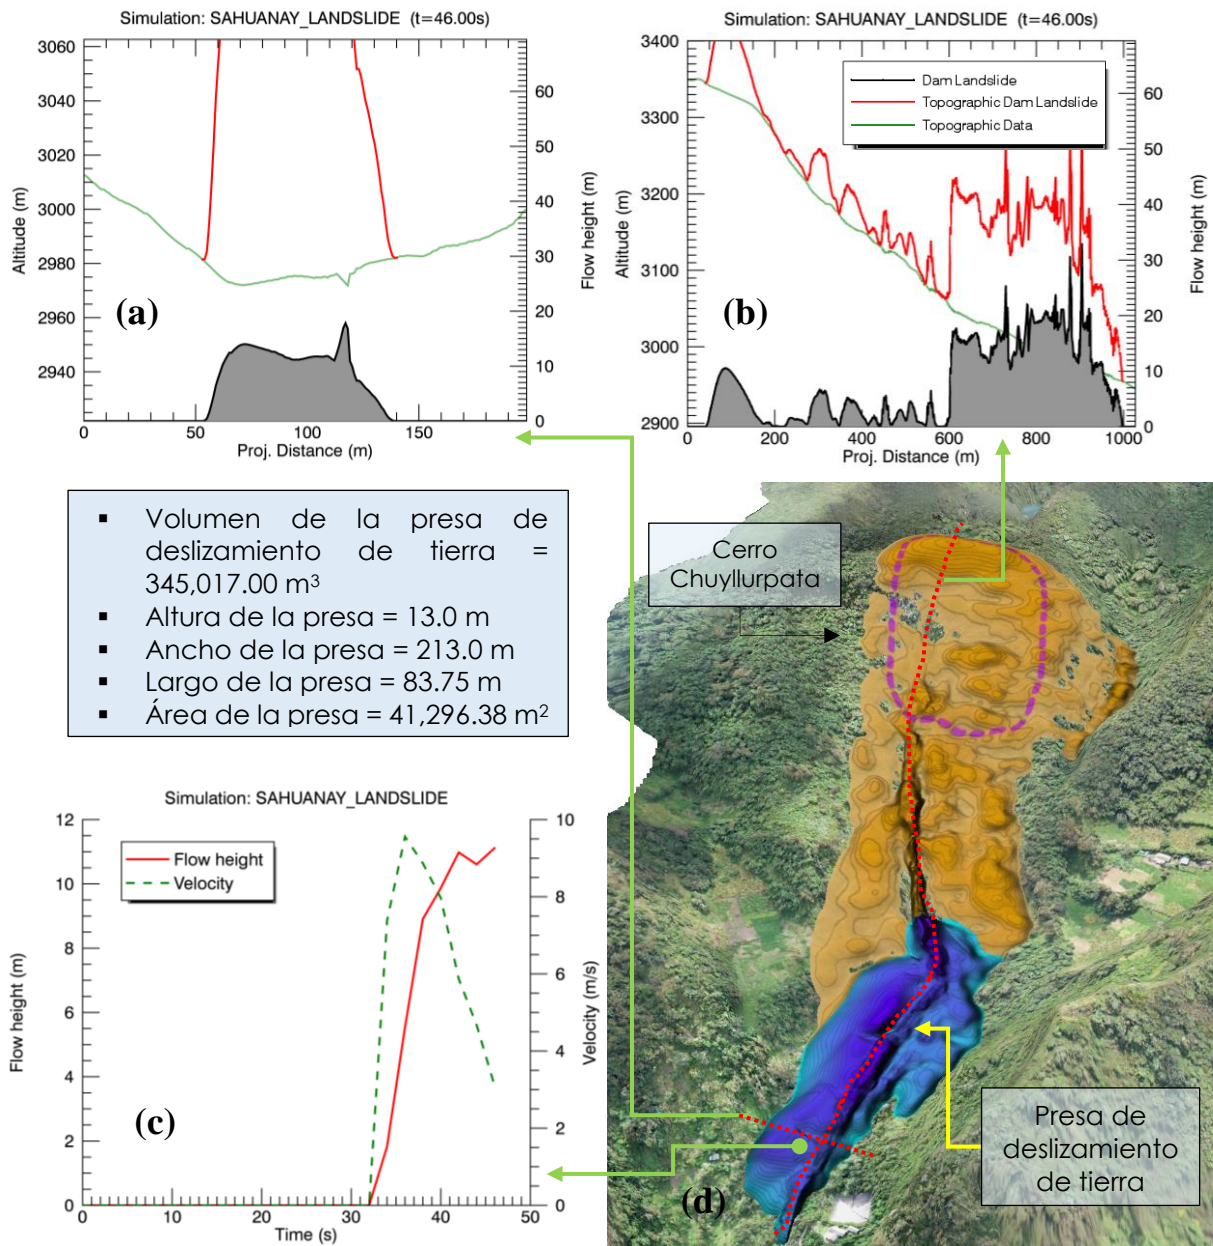 Simulation: SAHUANAY_LANDSLIDE (t=46.00s)
3060
3040
3020
3000
2980
2960
2940
Altitude (m)
60
50
40
30
20
10
0
Flow height (m)
(a)
0
50
100
150
Proj. Distance (m)
Simulation: SAHUANAY_LANDSLIDE (t=46.00s)
3400
3300
3200
3100
3000
2900
Altitude (m)
Dam Landslide
Topographic Dam Landslide
Topographic Data
60
50
40
30
20
10
0
Flow height (m)
(b)
0
200
400
600
800
1000
Proj. Distance (m)
▪ Volumen de la presa de
deslizamiento de tierra =
345,017.00 m³
▪ Altura de la presa = 13.0 m
▪ Ancho de la presa = 213.0 m
▪ Largo de la presa = 83.75 m
▪ Área de la presa = 41,296.38 m²
Cerro
Chuyllurpata
Simulation: SAHUANAY_LANDSLIDE
12
10
8
6
4
2
0
Flow height (m)
Flow height
Velocity
10
8
6
4
2
0
Velocity (m/s)
(c)
0
10
20
30
40
50
Time (s)
(d)
Presa de
deslizamiento
de tierra